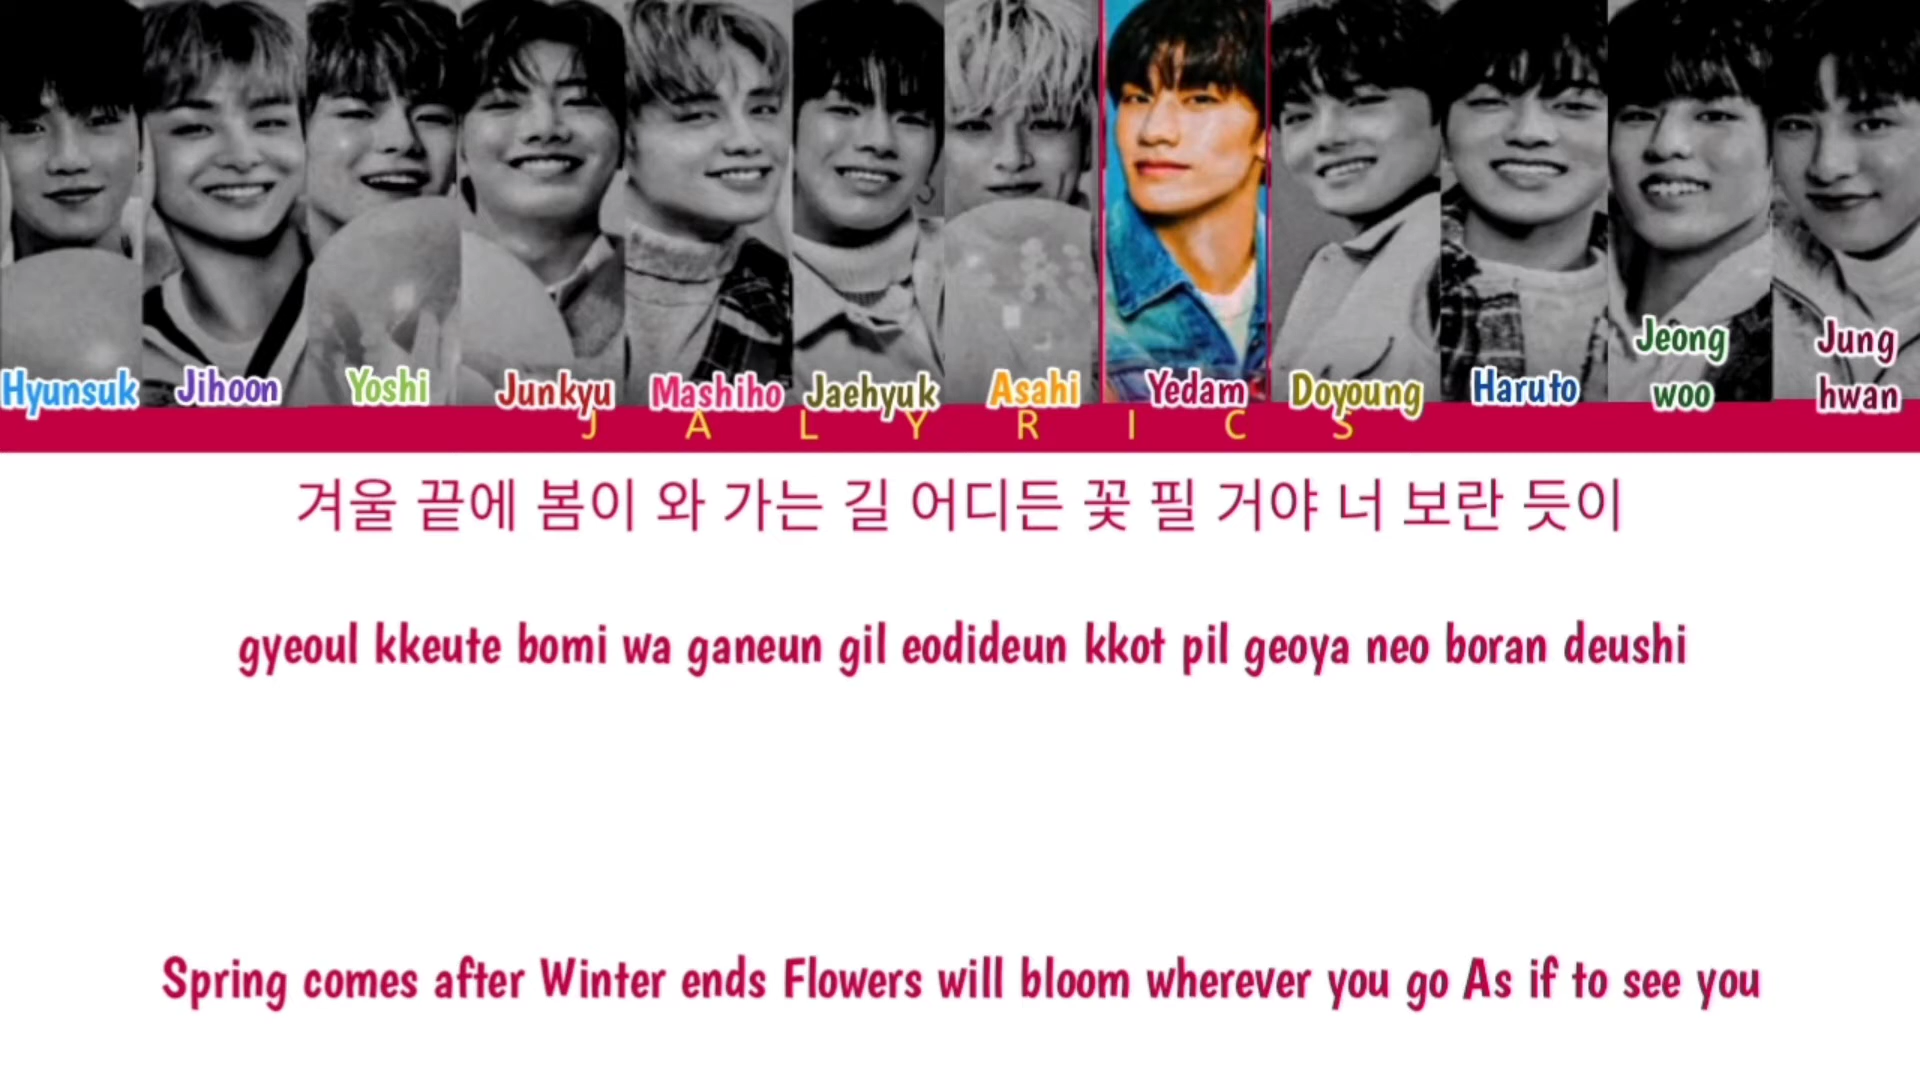 Hyunsuk Jihoon Yoshi Junkyu Mashiho Jaehyuk Asahi Yedam Doyoung Haruto Jeong woo Jung hwan
J A L Y R I C S
겨울 끝에 봄이 와 가는 길 어디든 꽃 필 거야 너 보란 듯이
gyeoul kkeute bomi wa ganeun gil eodideun kkot pil geoya neo boran deushi
Spring comes after Winter ends Flowers will bloom wherever you go As if to see you